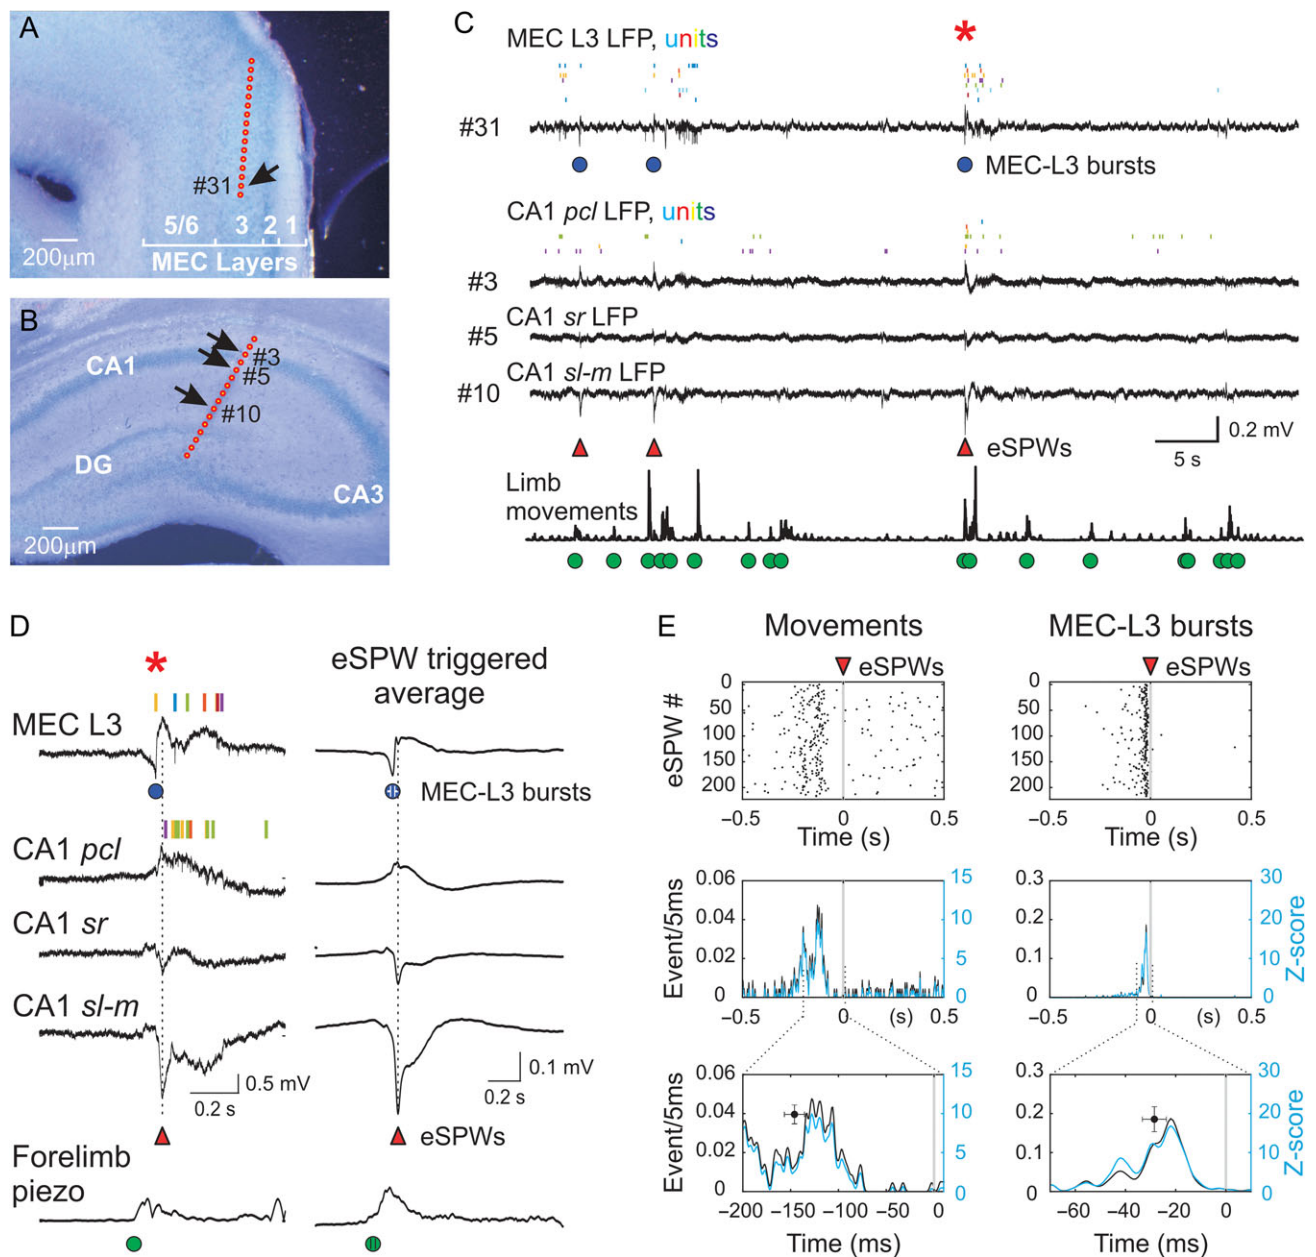 A
#31
5/6 3 2 1
200µm
MEC Layers
B
CA1
#3
#5
#10
DG
CA3
200µm
C
MEC L3 LFP, units
*
#31
MEC-L3 bursts
CA1 pcl LFP, units
#3
CA1 sr LFP
#5
CA1 sl-m LFP
#10
eSPWs
0.2 mV
5 s
Limb
movements
D
*
eSPW triggered
average
MEC L3
MEC-L3 bursts
CA1 pcl
CA1 sr
CA1 sl-m
0.5 mV
0.2 s
0.1 mV
0.2 s
eSPWs
Forelimb
piezo
E
Movements
MEC-L3 bursts
eSPWs
eSPWs
eSPW #
0
50
100
150
200
−0.5 0 0.5
Time (s)
0
50
100
150
200
−0.5 0 0.5
Time (s)
Event/5ms
0.06
0.04
0.02
0
15
10
5
0
−0.5 0 (s) 0.5
0.3
0.2
0.1
0
30
20
10
0
Z-score
−0.5 0 (s) 0.5
Event/5ms
0.06
0.04
0.02
0
15
10
5
0
−200 −150 −100 −50 0
Time (ms)
0.3
0.2
0.1
0
30
20
10
0
Z-score
−60 −40 −20 0
Time (ms)